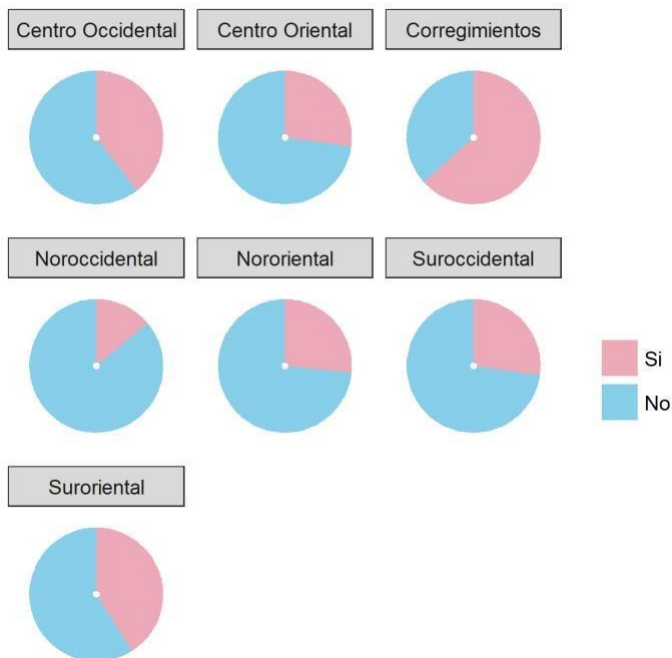 Centro Occidental
Centro Oriental
Corregimientos
Noroccidental
Nororiental
Suroccidental
Si
No
Suroriental